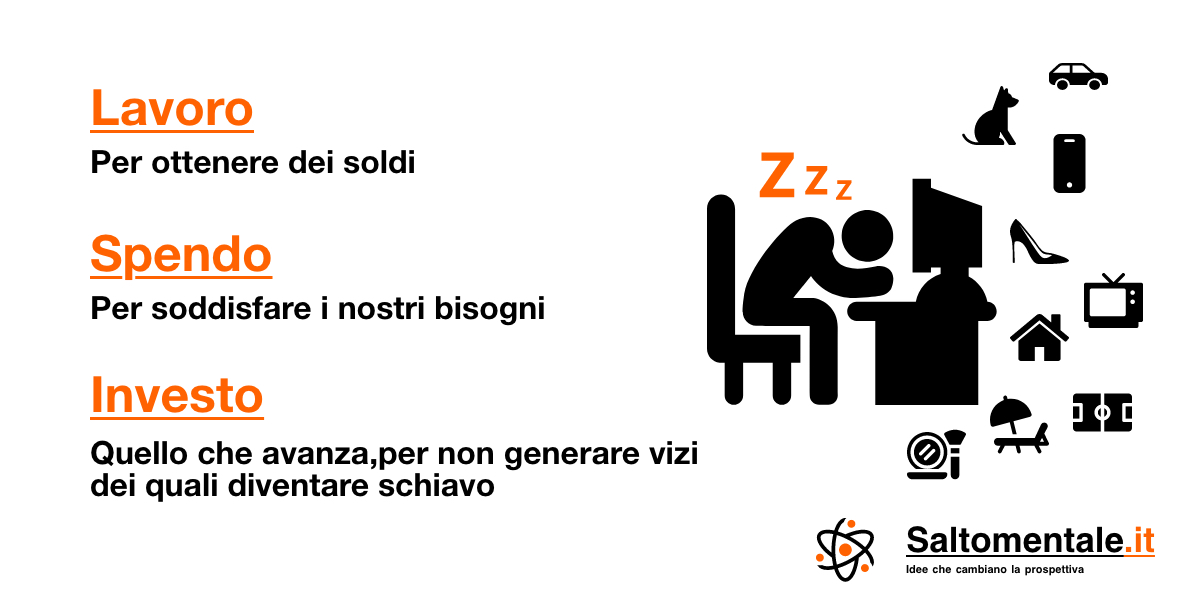 Lavoro
Per ottenere dei soldi
Spendo
Per soddisfare i nostri bisogni
Investo
Quello che avanza,per non generare vizi
dei quali diventare schiavo
Z z z
Saltomentale.it
Idee che cambiano la prospettiva